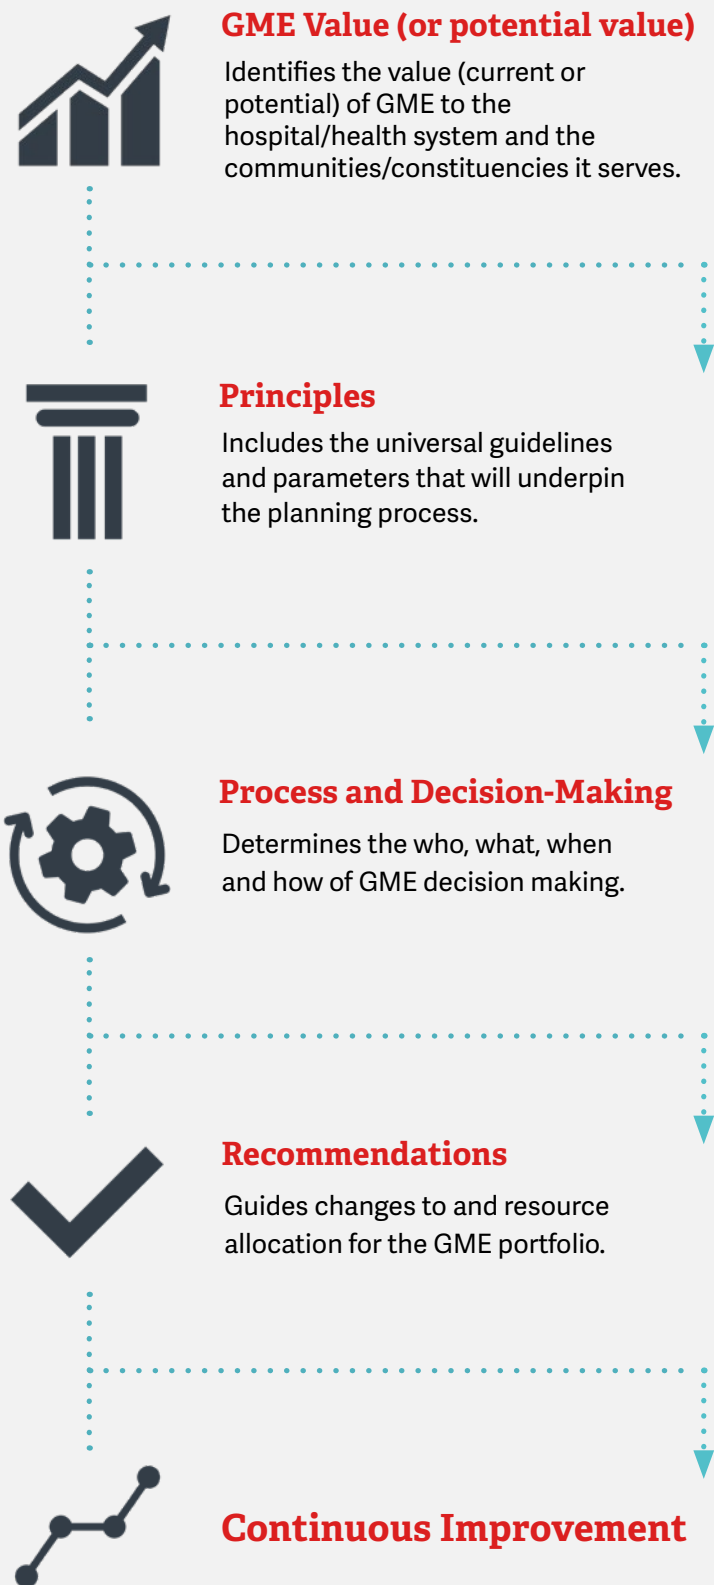 GME Value (or potential value)
Identifies the value (current or
potential) of GME to the
hospital/health system and the
communities/constituencies it serves.
Principles
Includes the universal guidelines
and parameters that will underpin
the planning process.
Process and Decision-Making
Determines the who, what, when
and how of GME decision making.
Recommendations
Guides changes to and resource
allocation for the GME portfolio.
Continuous Improvement